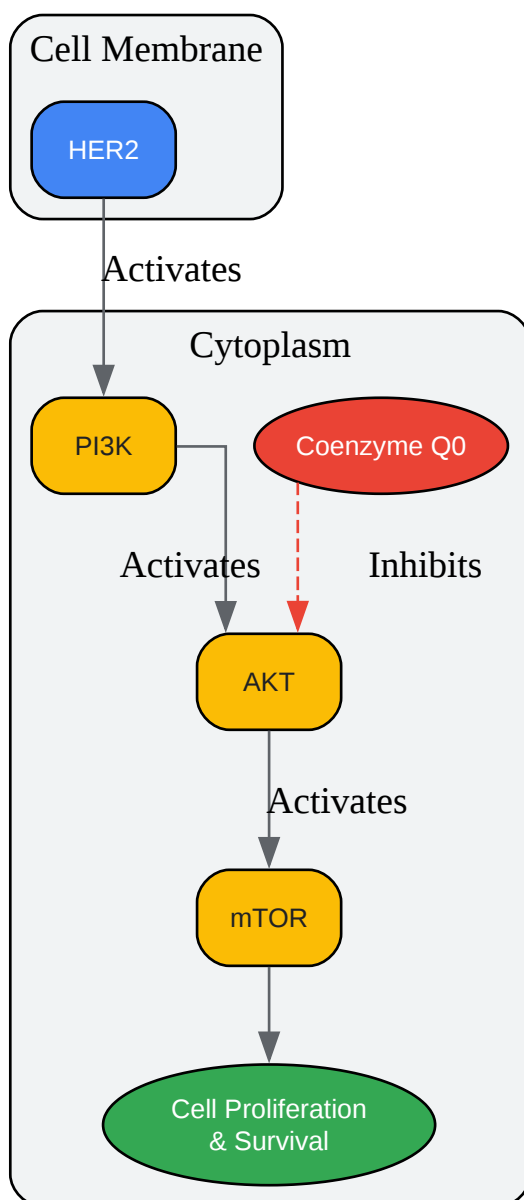 Cell Membrane
HER2
Activates
Cytoplasm
PI3K
Coenzyme Q0
Activates
Inhibits
AKT
Activates
mTOR
Cell Proliferation
& Survival